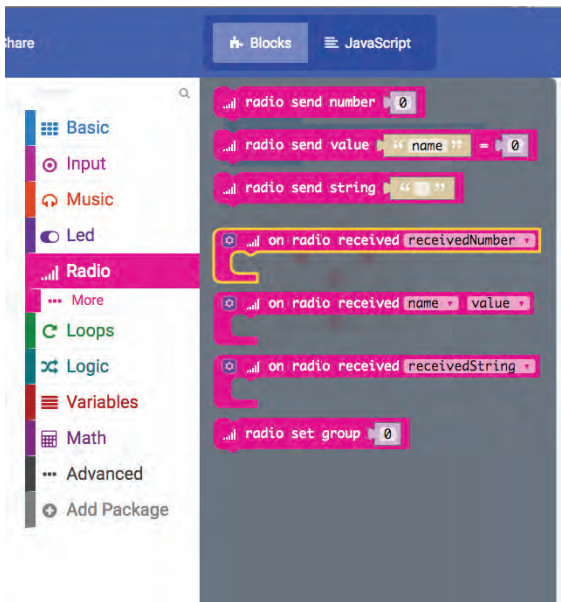 Share
Blocks
JavaScript
Basic
Input
Music
Led
Radio
More
Loops
Logic
Variables
Math
Advanced
Add Package
radio send number 0
radio send value “ name ” = 0
radio send string “ ”
on radio received receivedNumber
on radio received name value
on radio received receivedString
radio set group 0